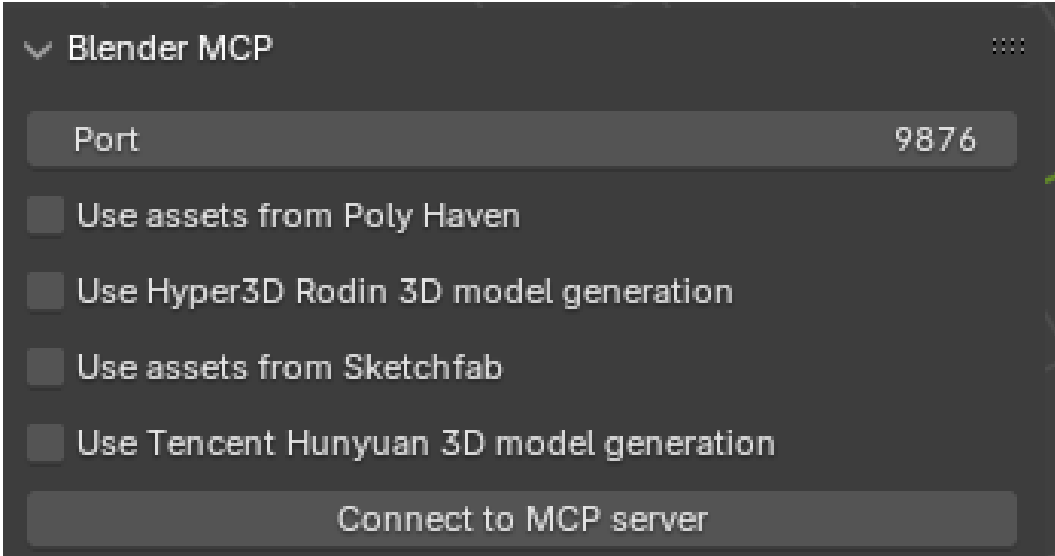 Blender MCP
Port 9876
Use assets from Poly Haven
Use Hyper3D Rodin 3D model generation
Use assets from Sketchfab
Use Tencent Hunyuan 3D model generation
Connect to MCP server